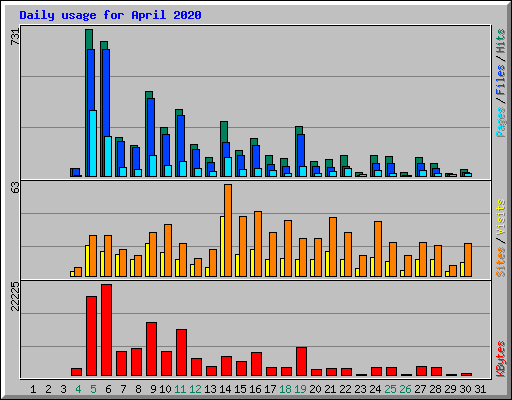 Daily usage for April 2020
731
Pages / Files / Hits
63
Sites / Visits
22225
KBytes
1 2 3 4 5 6 7 8 9 10 11 12 13 14 15 16 17 18 19 20 21 22 23 24 25 26 27 28 29 30 31